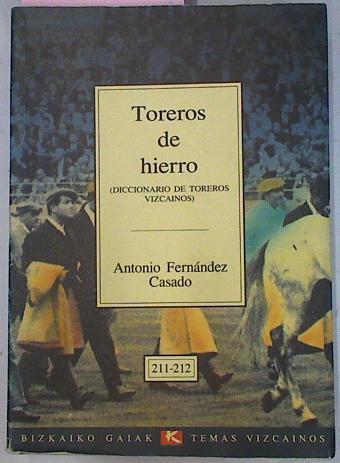 Toreros
de
hierro
(DICCIONARIO DE TOREROS
VIZCAINOS)
Antonio Fernández
Casado
211-212
BIZKAIKO GAIAK K TEMAS VIZCAINOS